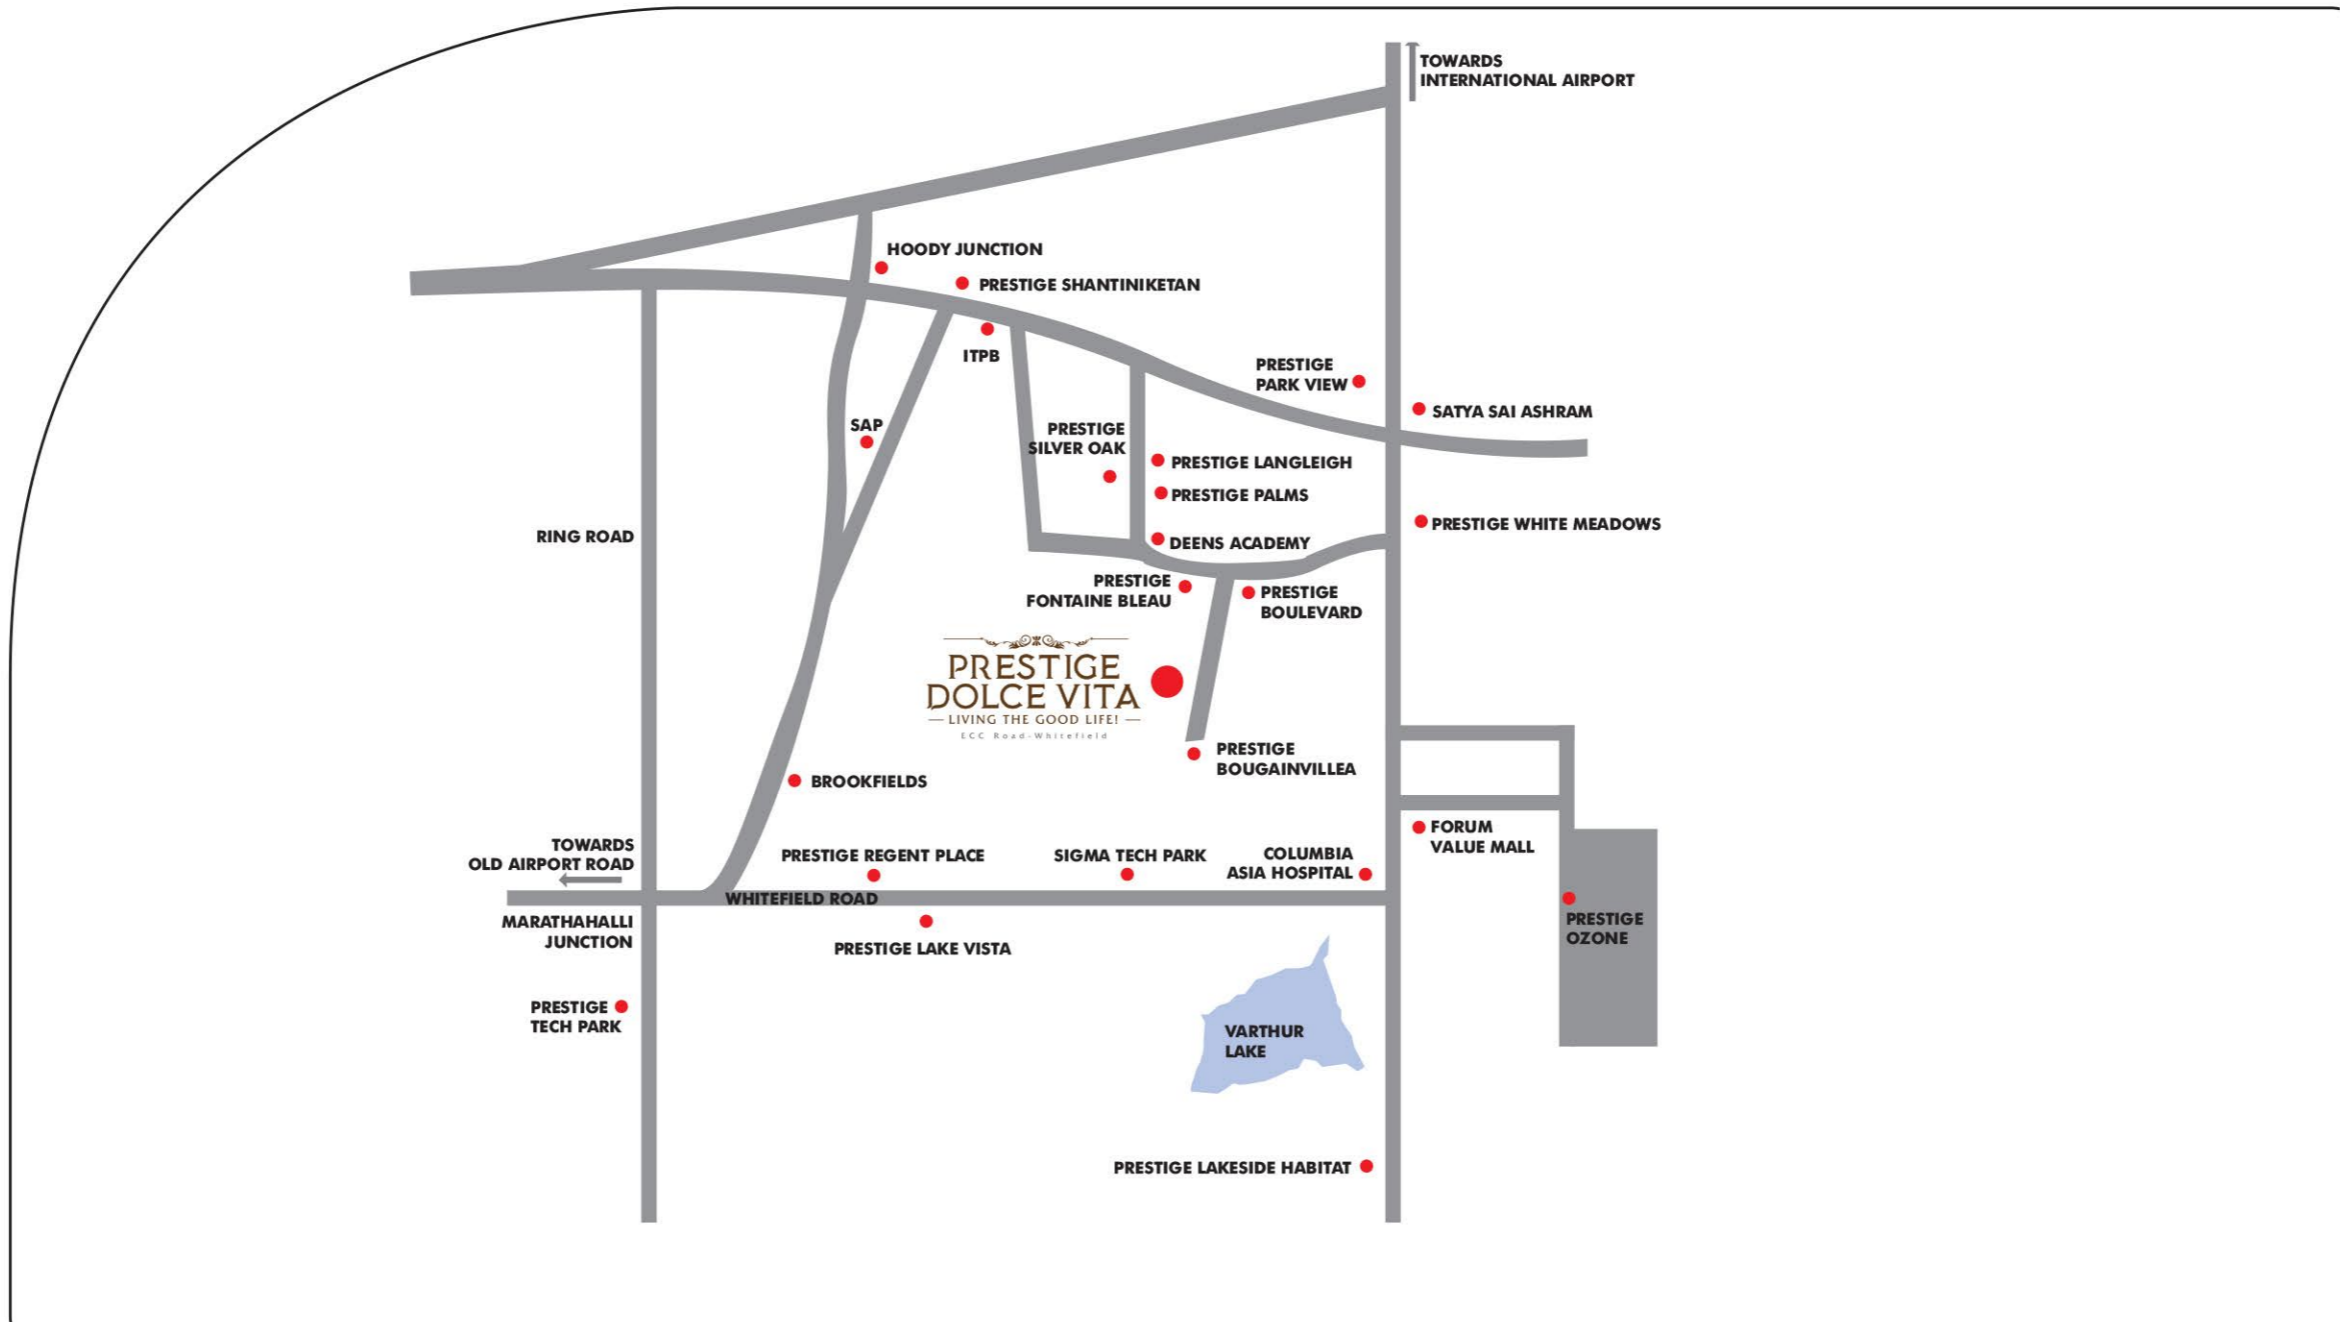 TOWARDS
INTERNATIONAL AIRPORT
HOODY JUNCTION
PRESTIGE SHANTINIKETAN
ITPB
PRESTIGE
PARK VIEW
SATYA SAI ASHRAM
SAP
PRESTIGE
SILVER OAK
PRESTIGE LANGLEIGH
PRESTIGE PALMS
PRESTIGE WHITE MEADOWS
RING ROAD
DEENS ACADEMY
PRESTIGE
FONTAINE BLEAU
PRESTIGE
BOULEVARD
PRESTIGE
DOLCE VITA
LIVING THE GOOD LIFE!
ECC Road-Whitefield
PRESTIGE
BOUGAINVILLEA
BROOKFIELDS
TOWARDS
OLD AIRPORT ROAD
PRESTIGE REGENT PLACE
SIGMA TECH PARK
COLUMBIA
ASIA HOSPITAL
FORUM
VALUE MALL
WHITEFIELD ROAD
MARATHAHALLI
JUNCTION
PRESTIGE LAKE VISTA
PRESTIGE
OZONE
PRESTIGE
TECH PARK
VARTHUR
LAKE
PRESTIGE LAKESIDE HABITAT